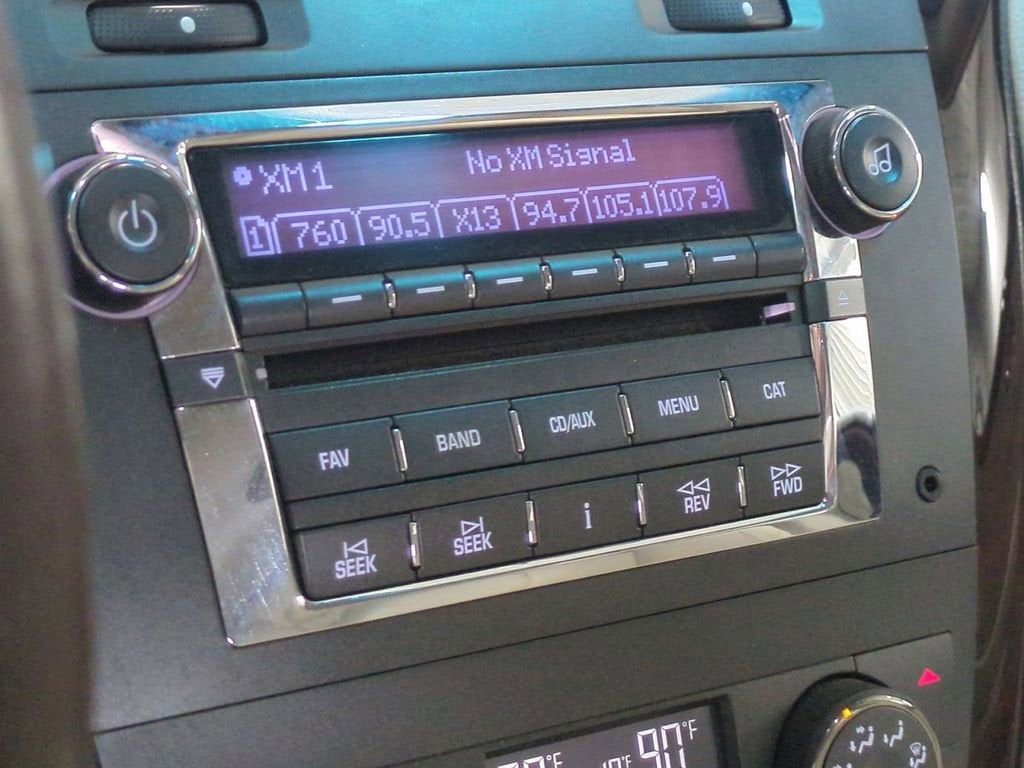 XM1 No XM Signal
1 760 90.5 X13 94.7 105.1 107.9
FAV BAND CD/AUX MENU CAT
SEEK SEEK i REV FWD
°F °F 90°F